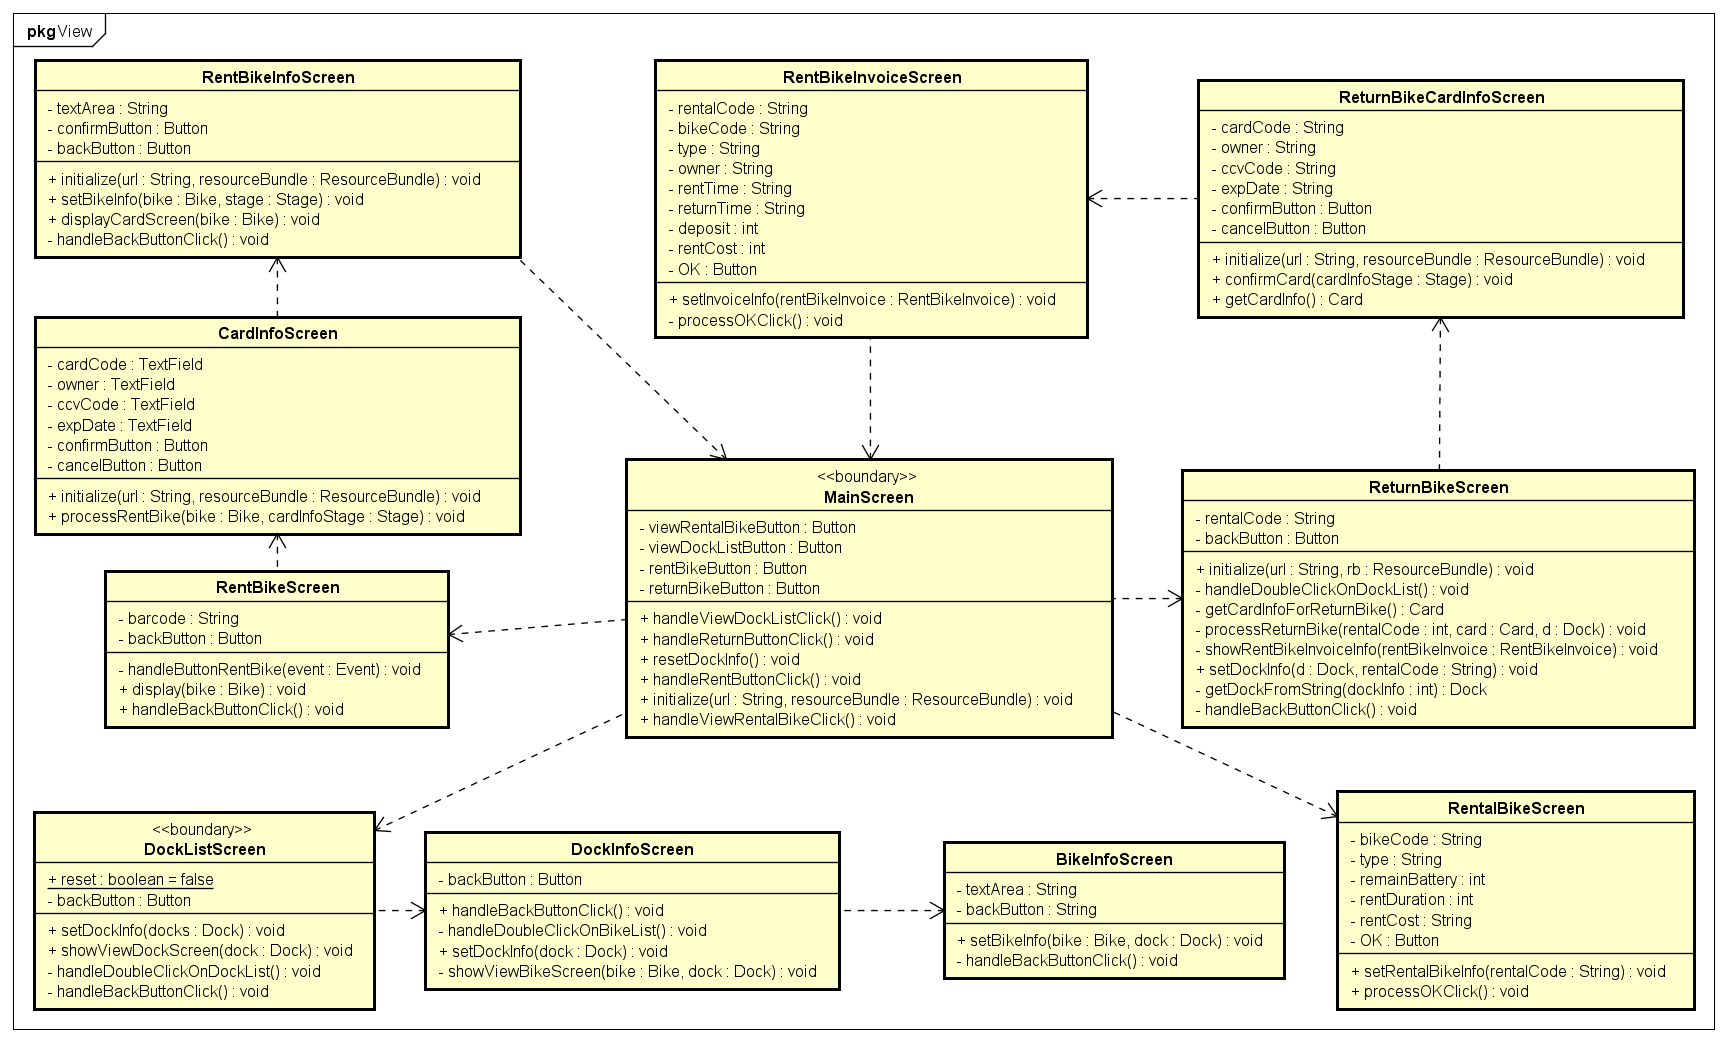 pkg View
RentBikeInfoScreen
- textArea : String
- confirmButton : Button
- backButton : Button
+ initialize(url : String, resourceBundle : ResourceBundle) : void
+ setBikeInfo(bike : Bike, stage : Stage) : void
+ displayCardScreen(bike : Bike) : void
- handleBackButtonClick() : void
RentBikeInvoiceScreen
- rentalCode : String
- bikeCode : String
- type : String
- owner : String
- rentTime : String
- returnTime : String
- deposit : int
- rentCost : int
- OK : Button
+ setInvoiceInfo(rentBikeInvoice : RentBikeInvoice) : void
- processOKClick() : void
ReturnBikeCardInfoScreen
- cardCode : String
- owner : String
- ccvCode : String
- expDate : String
- confirmButton : Button
- cancelButton : Button
+ initialize(url : String, resourceBundle : ResourceBundle) : void
+ confirmCard(cardInfoStage : Stage) : void
+ getCardInfo() : Card
CardInfoScreen
- cardCode : TextField
- owner : TextField
- ccvCode : TextField
- expDate : TextField
- confirmButton : Button
- cancelButton : Button
+ initialize(url : String, resourceBundle : ResourceBundle) : void
+ processRentBike(bike : Bike, cardInfoStage : Stage) : void
RentBikeScreen
- barcode : String
- backButton : Button
- handleButtonRentBike(event : Event) : void
+ display(bike : Bike) : void
+ handleBackButtonClick() : void
<<boundary>>
MainScreen
- viewRentalBikeButton : Button
- viewDockListButton : Button
- rentBikeButton : Button
- returnBikeButton : Button
+ handleViewDockListClick() : void
+ handleReturnButtonClick() : void
+ resetDockInfo() : void
+ handleRentButtonClick() : void
+ initialize(url : String, resourceBundle : ResourceBundle) : void
+ handleViewRentalBikeClick() : void
ReturnBikeScreen
- rentalCode : String
- backButton : Button
+ initialize(url : String, rb : ResourceBundle) : void
- handleDoubleClickOnDockList() : void
- getCardInfoForReturnBike() : Card
- processReturnBike(rentalCode : int, card : Card, d : Dock) : void
- showRentBikeInvoiceInfo(rentBikeInvoice : RentBikeInvoice) : void
+ setDockInfo(d : Dock, rentalCode : String) : void
- getDockFromString(dockInfo : int) : Dock
- handleBackButtonClick() : void
<<boundary>>
DockListScreen
+ reset : boolean = false
- backButton : Button
+ setDockInfo(docks : Dock) : void
+ showViewDockScreen(dock : Dock) : void
- handleDoubleClickOnDockList() : void
- handleBackButtonClick() : void
DockInfoScreen
- backButton : Button
+ handleBackButtonClick() : void
- handleDoubleClickOnBikeList() : void
+ setDockInfo(dock : Dock) : void
- showViewBikeScreen(bike : Bike, dock : Dock) : void
BikeInfoScreen
- textArea : String
- backButton : String
+ setBikeInfo(bike : Bike, dock : Dock) : void
- handleBackButtonClick() : void
RentalBikeScreen
- bikeCode : String
- type : String
- remainBattery : int
- rentDuration : int
- rentCost : String
- OK : Button
+ setRentalBikeInfo(rentalCode : String) : void
+ processOKClick() : void